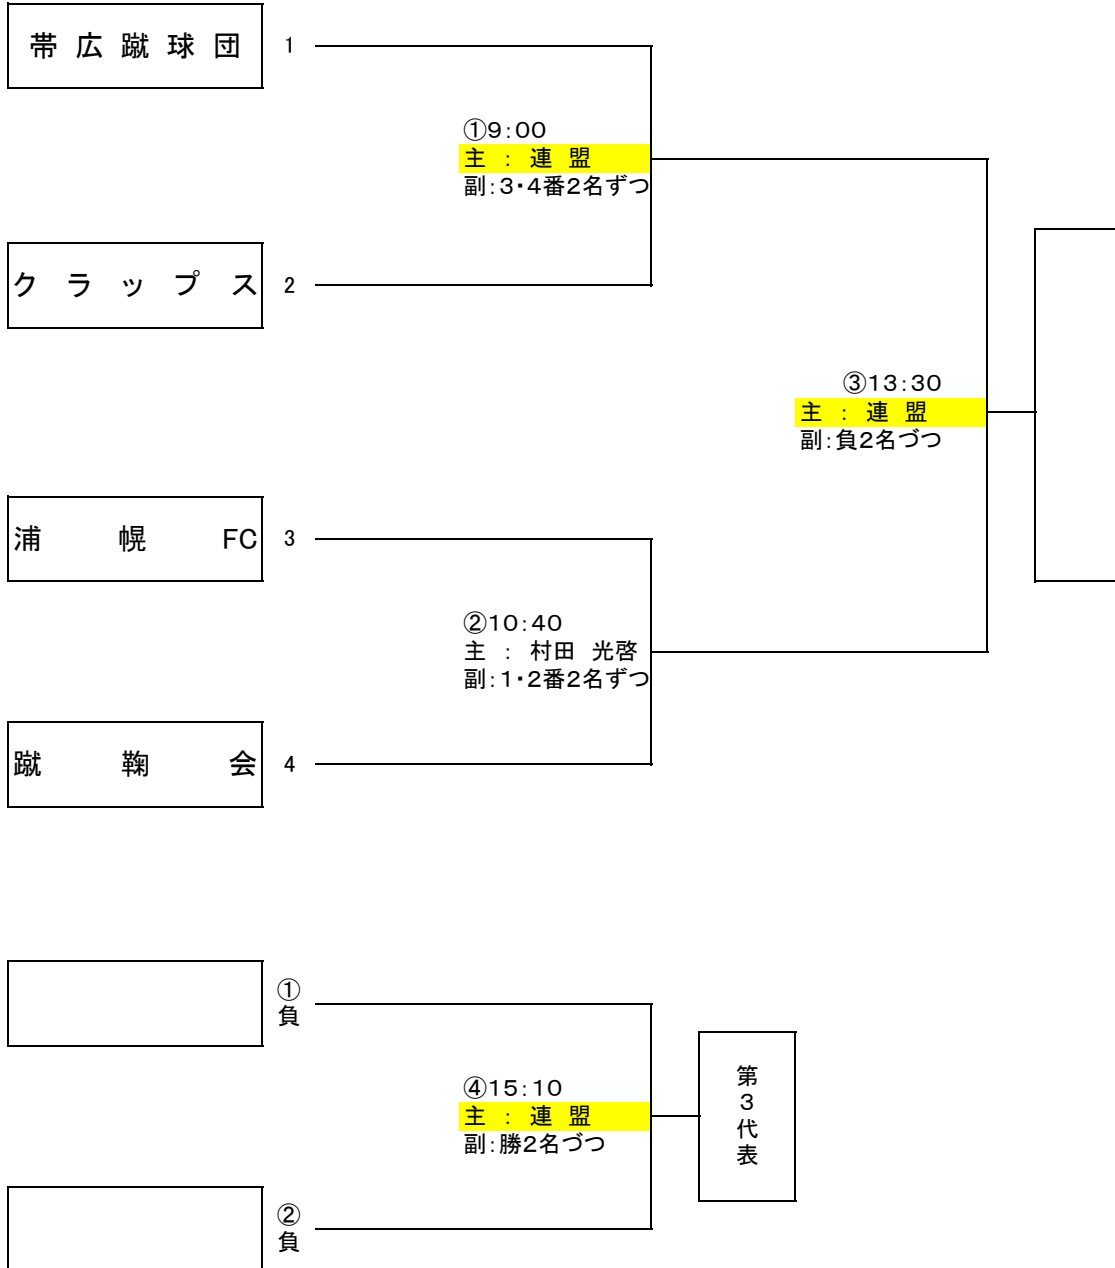 帯広蹴球団 1
①9:00
主 : 連 盟
副:3・4番2名ずつ
クラップス 2
③13:30
主 : 連 盟
副:負2名づつ
浦 幌 FC 3
②10:40
主 : 村田 光啓
副:1・2番2名ずつ
蹴 鞠 会 4
①負
④15:10
主 : 連 盟
副:勝2名づつ
第3代表
②負